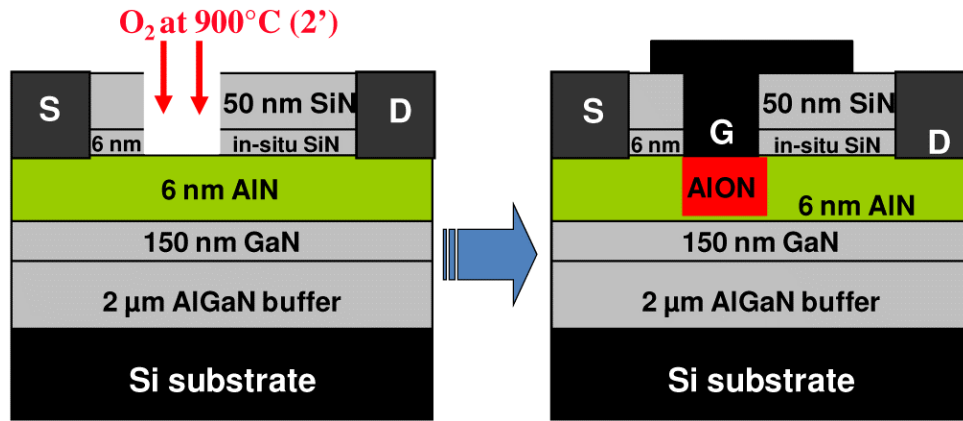 O2 at 900°C (2')
S
50 nm SiN
D
6 nm
in-situ SiN
6 nm AlN
150 nm GaN
2 µm AlGaN buffer
Si substrate
S
50 nm SiN
G
D
6 nm
in-situ SiN
AlON
6 nm AlN
150 nm GaN
2 µm AlGaN buffer
Si substrate